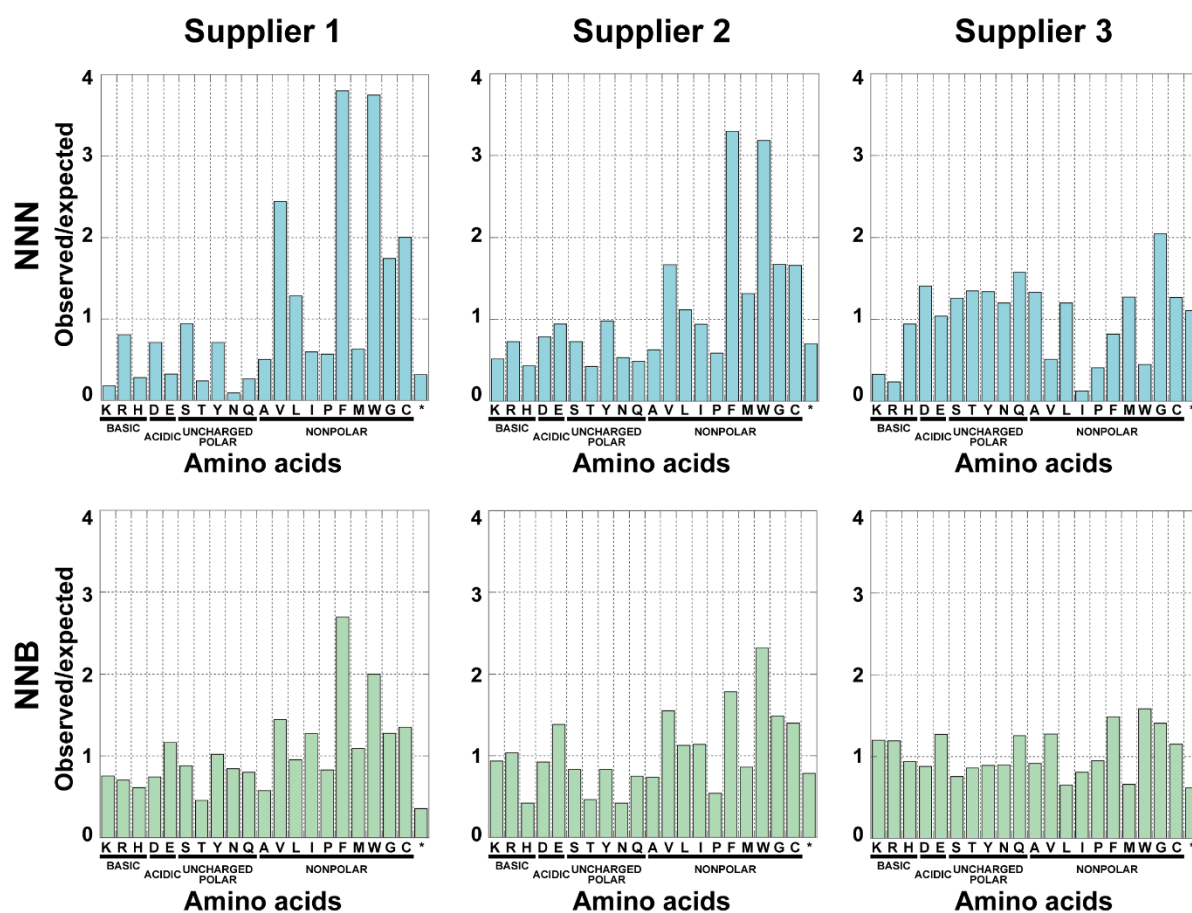 Supplier 1 Supplier 2 Supplier 3
NNN
Observed/expected
4
3
2
1
0
K R H D E S T Y N Q A V L I P F M W G C *
BASIC ACIDIC UNCHARGED POLAR NONPOLAR
Amino acids
4
3
2
1
0
K R H D E S T Y N Q A V L I P F M W G C *
BASIC ACIDIC UNCHARGED POLAR NONPOLAR
Amino acids
4
3
2
1
0
K R H D E S T Y N Q A V L I P F M W G C *
BASIC ACIDIC UNCHARGED POLAR NONPOLAR
Amino acids
NNB
Observed/expected
4
3
2
1
0
K R H D E S T Y N Q A V L I P F M W G C *
BASIC ACIDIC UNCHARGED POLAR NONPOLAR
Amino acids
4
3
2
1
0
K R H D E S T Y N Q A V L I P F M W G C *
BASIC ACIDIC UNCHARGED POLAR NONPOLAR
Amino acids
4
3
2
1
0
K R H D E S T Y N Q A V L I P F M W G C *
BASIC ACIDIC UNCHARGED POLAR NONPOLAR
Amino acids